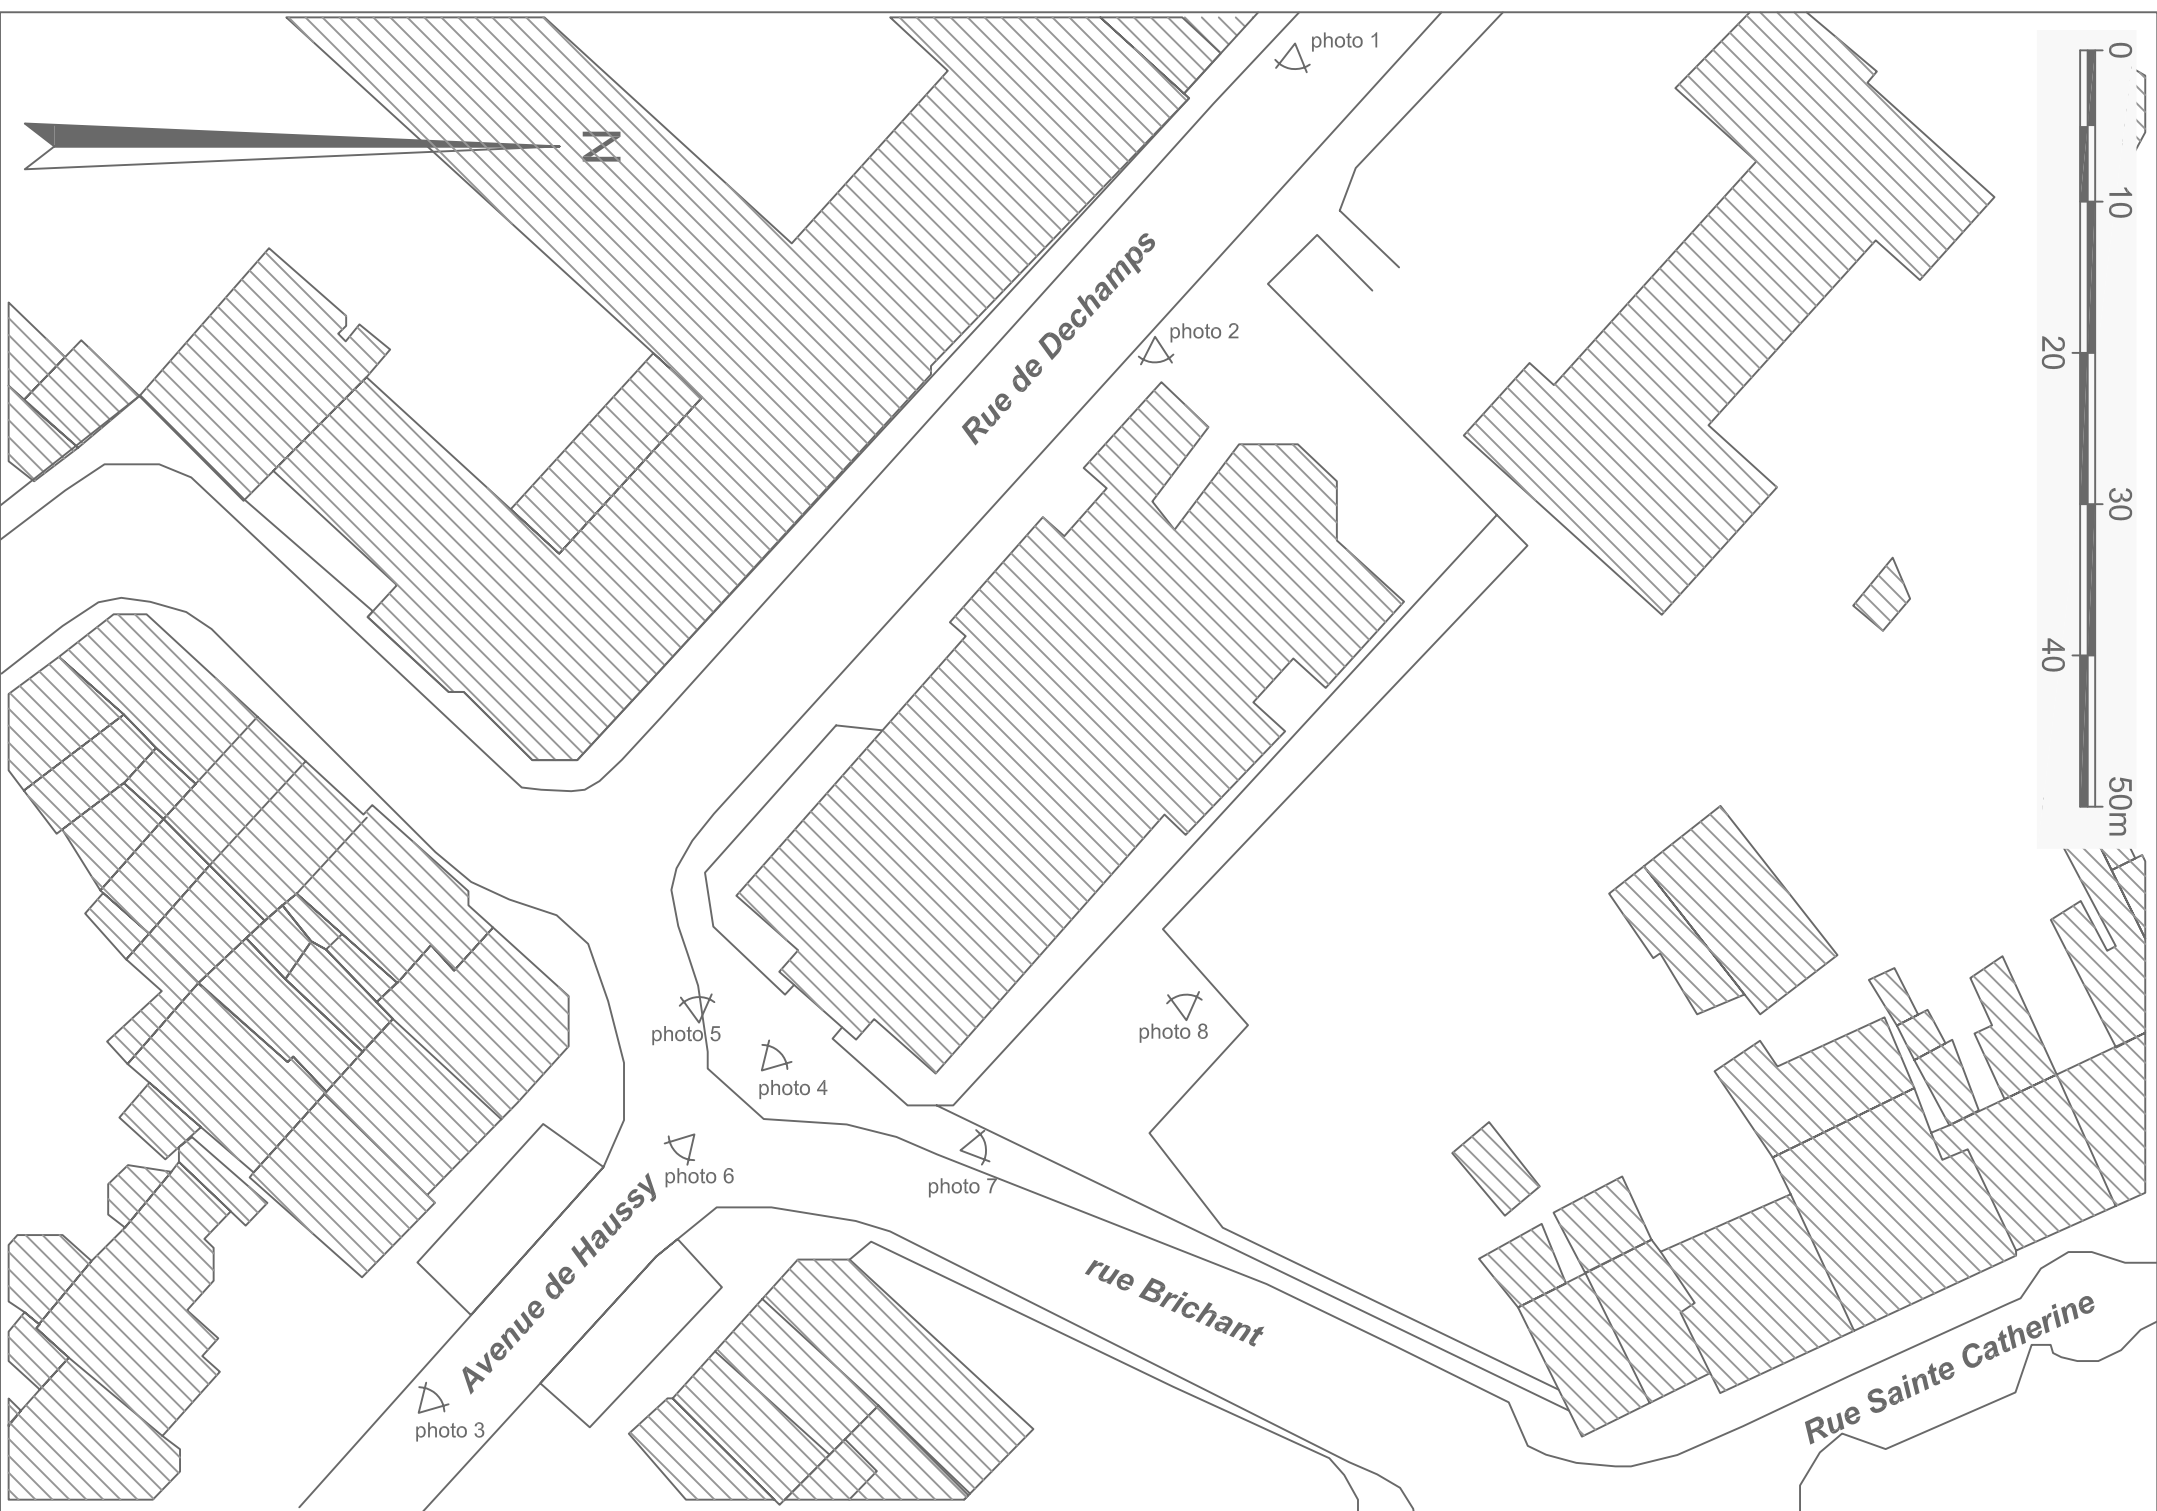 photo 1
0
N
10
Rue de Dechamps
photo 2
20
30
40
50m
photo 5
photo 8
photo 4
photo 6
photo 7
Avenue de Haussy
rue Brichant
Rue Sainte Catherine
photo 3